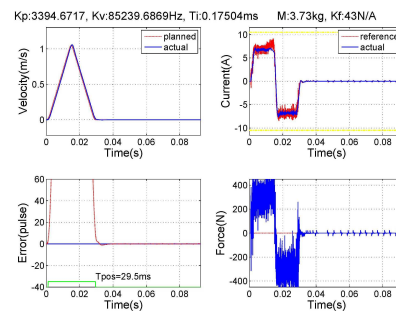 Kp:3394.6717, Kv:85239.6869Hz, Ti:0.17504ms M:3.73kg, Kf:43N/A
planned
actual
Velocity(m/s)
1
0
0 0.02 0.04 0.06 0.08
Time(s)
reference
actual
Current(A)
10
5
0
-5
-10
0 0.02 0.04 0.06 0.08
Time(s)
Error(pulse)
60
40
20
0
-20
-40
Tpos=29.5ms
0 0.02 0.04 0.06 0.08
Time(s)
Force(N)
400
200
0
-200
-400
0 0.02 0.04 0.06 0.08
Time(s)